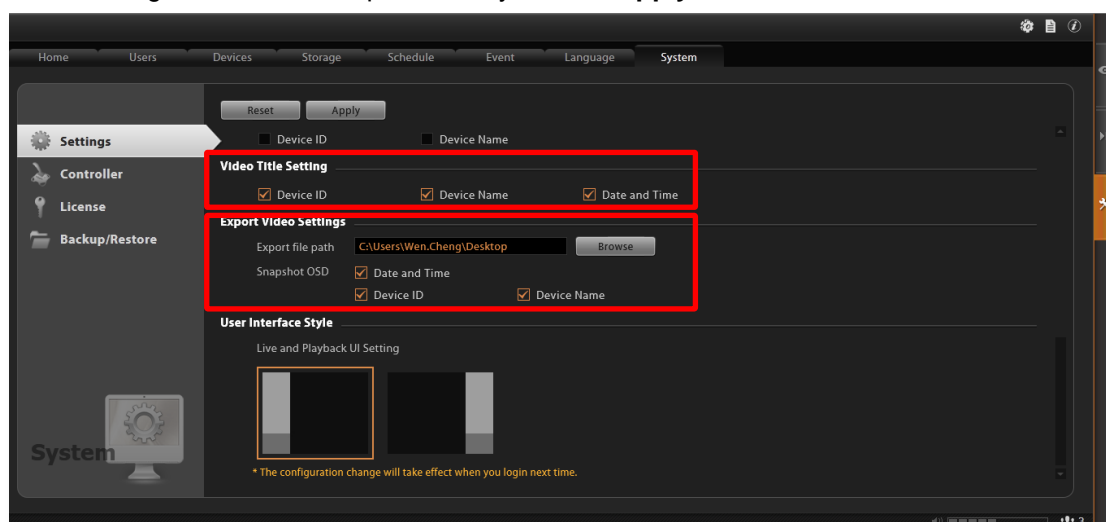 Home Users Devices Storage Schedule Event Language System
Reset Apply
Device ID Device Name
Settings
Controller
License
Backup/Restore
System
Video Title Setting
Device ID Device Name Date and Time
Export Video Settings
Export file path C:\Users\Wen.Cheng\Desktop Browse
Snapshot OSD Date and Time
Device ID Device Name
User Interface Style
Live and Playback UI Setting
* The configuration change will take effect when you login next time.